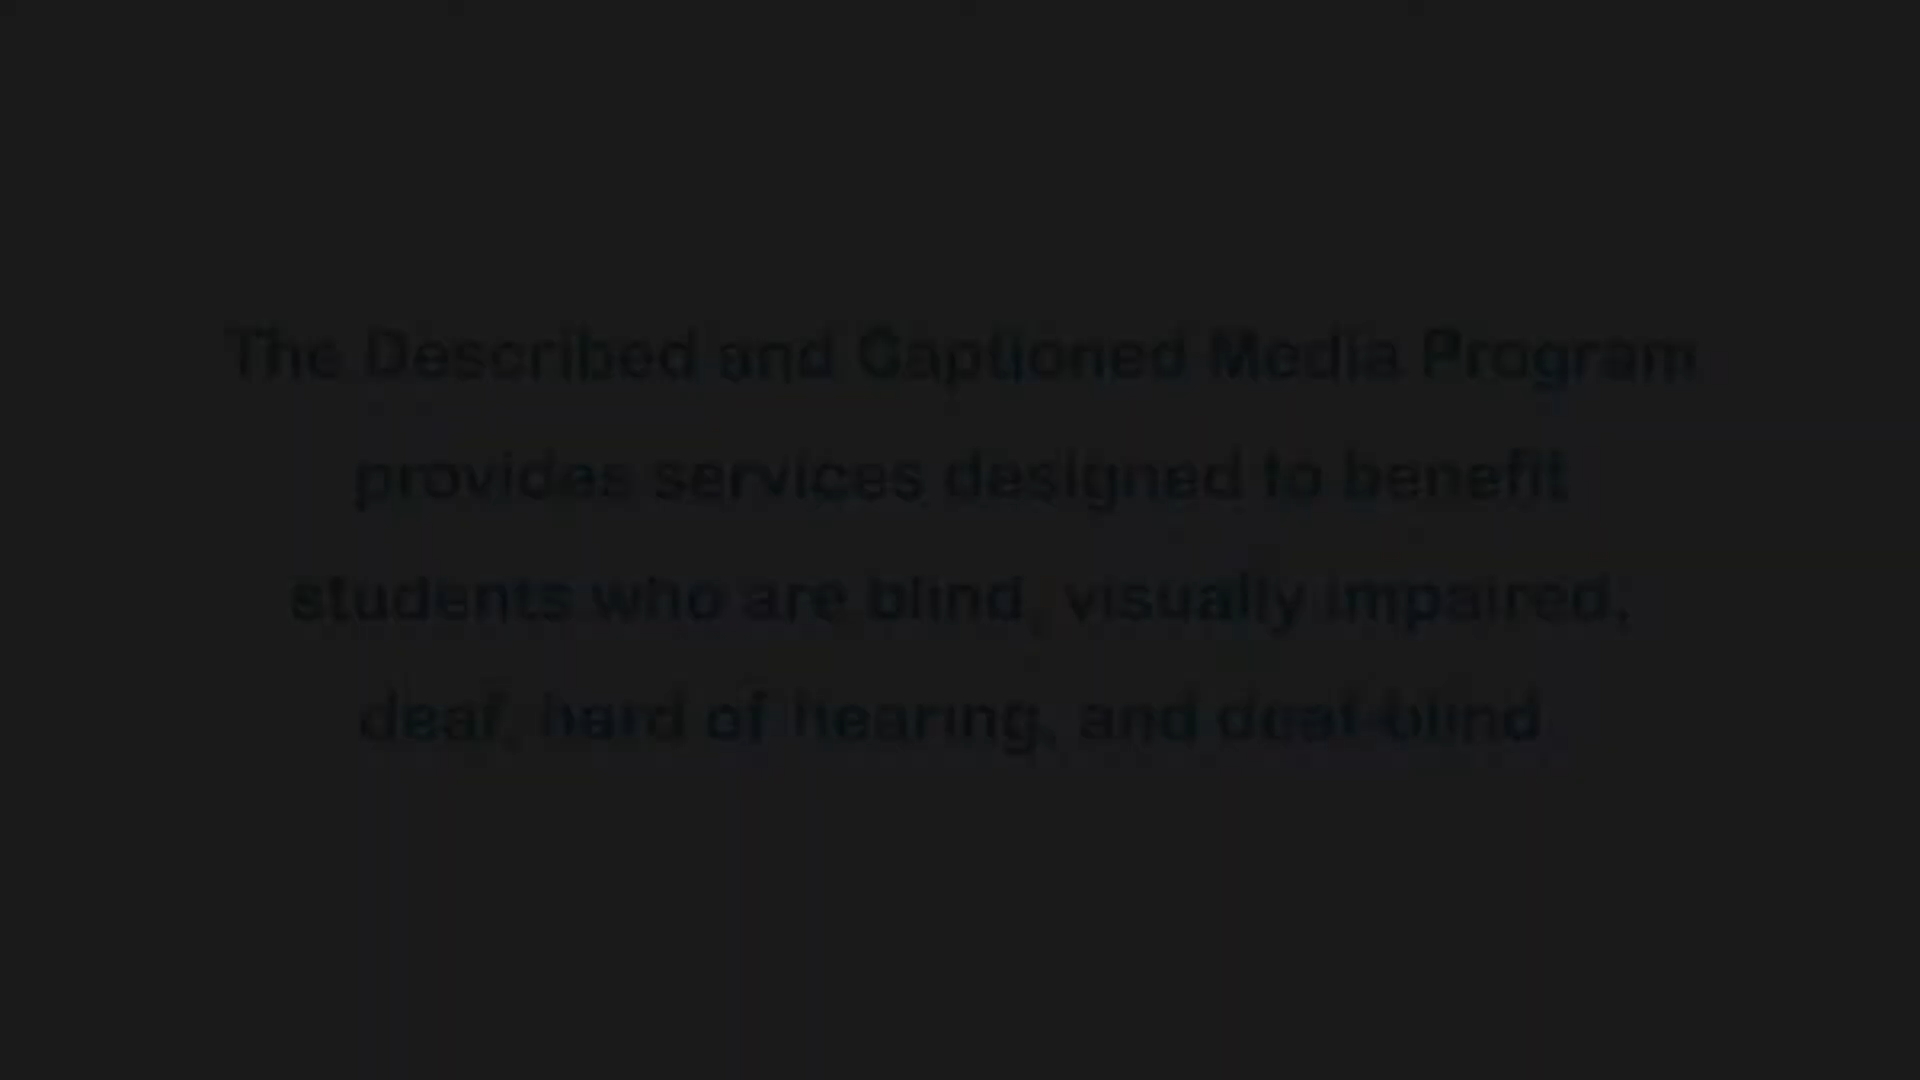 The Described and Captioned Media Program
provides services designed to benefit
students who are blind, visually impaired,
deaf, hard of hearing, and deaf-blind